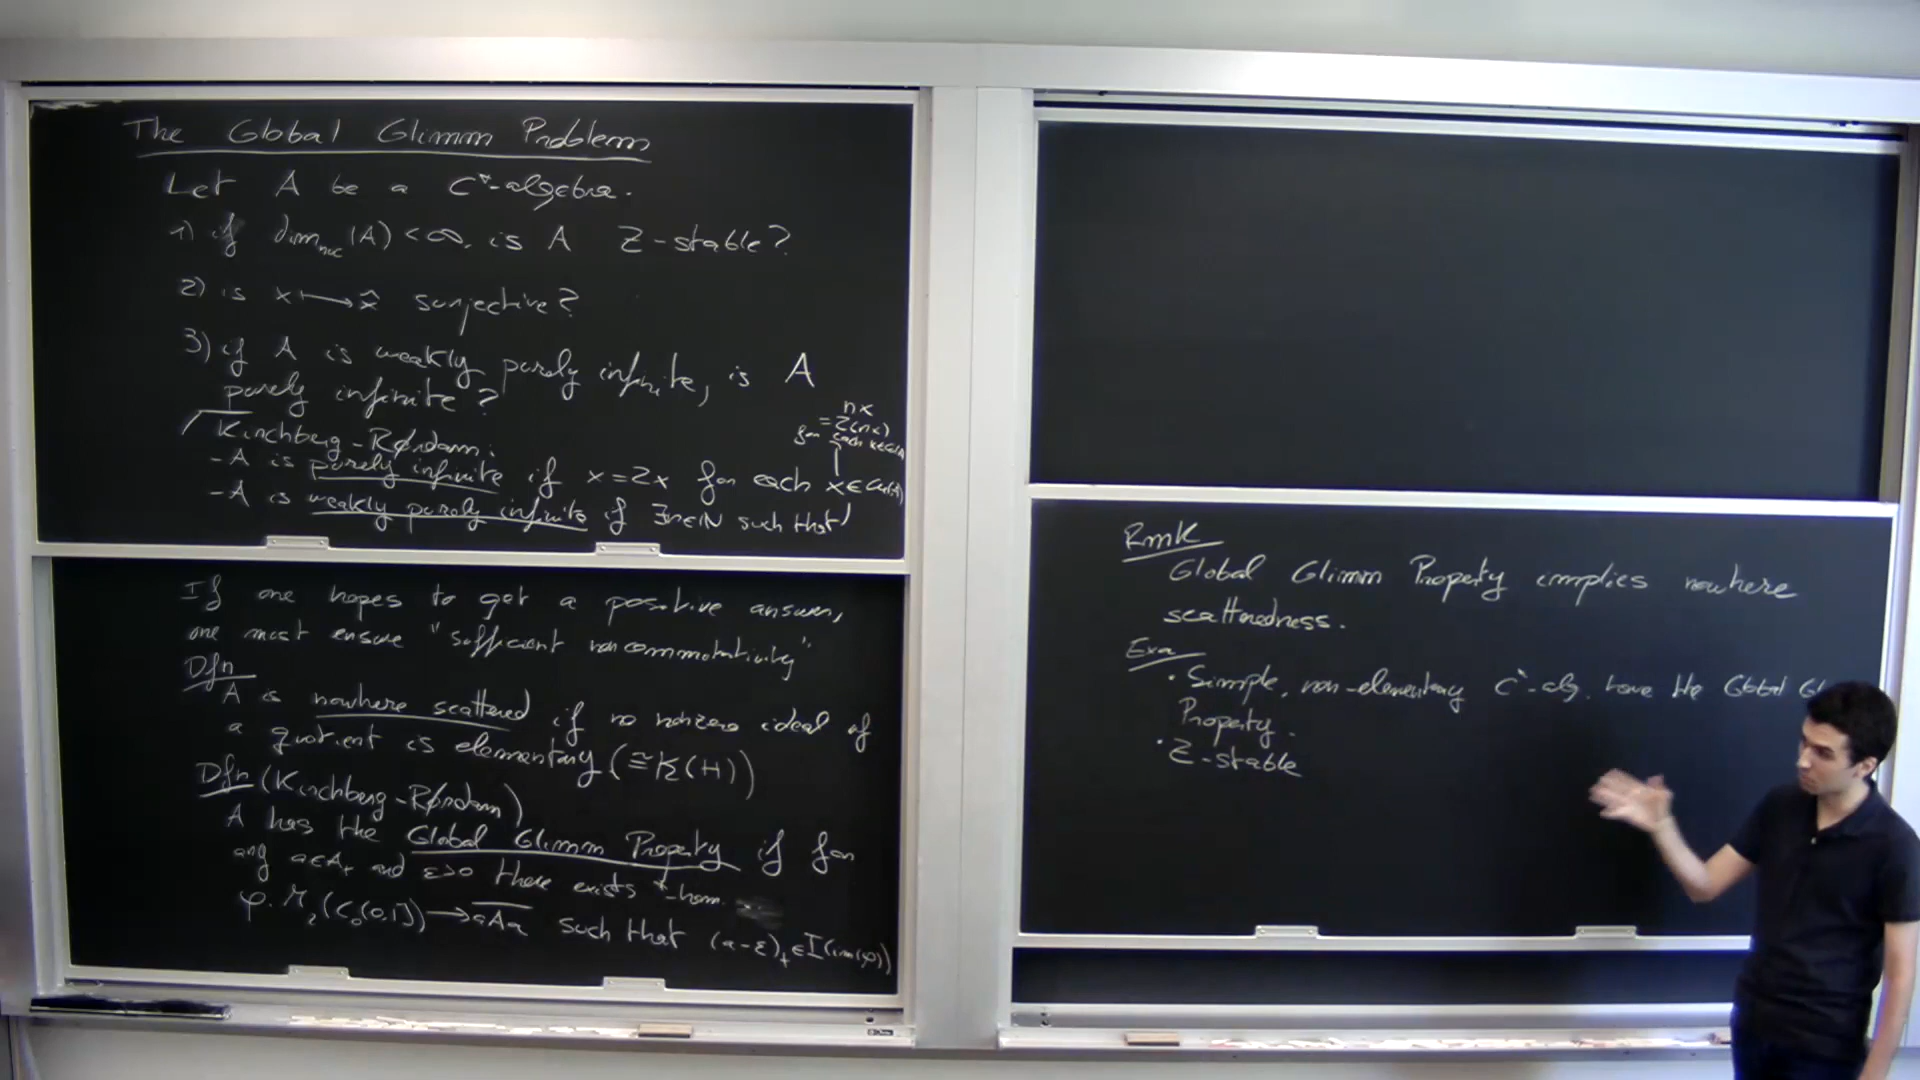 The Global Glimm Problem
Let A be a C*-algebra.
1) if dim_nuc(A) < ∞, is A Z-stable?
2) is x ↦ x̂ surjective?
3) if A is weakly purely infinite, is A
purely infinite?
Kirchberg-Rørdam:
- A is purely infinite if x = 2x for each x ∈ Cu(A)
- A is weakly purely infinite if ∃n∈ℕ such that
nx
= 2(nx)
for each x∈Cu(A)
If one hopes to get a positive answer,
one must ensure "sufficient noncommutativity"
Dfn
A is nowhere scattered if no nonzero ideal of
a quotient is elementary (≅ K(H))
Dfn (Kirchberg-Rørdam)
A has the Global Glimm Property if for
any a∈A₊ and ε>0 there exists *-hom.
φ: M₂(C₀(0,1]) → \overline{aAa} such that (a-ε)₊ ∈ I(im(φ))
Rmk
Global Glimm Property implies nowhere
scatteredness.
Exa
• Simple, non-elementary C*-alg. have the Global Gl
Property.
• Z-stable